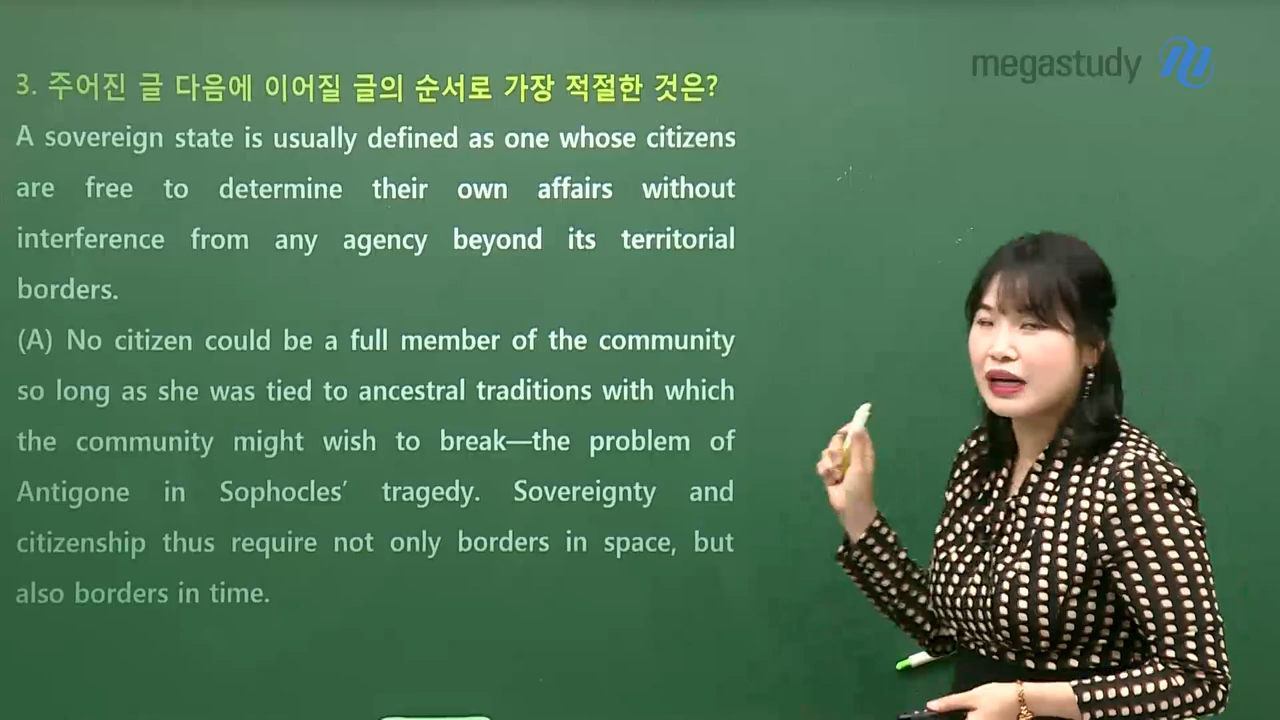 megastudy
3. 주어진 글 다음에 이어질 글의 순서로 가장 적절한 것은?
A sovereign state is usually defined as one whose citizens
are free to determine their own affairs without
interference from any agency beyond its territorial
borders.
(A) No citizen could be a full member of the community
so long as she was tied to ancestral traditions with which
the community might wish to break—the problem of
Antigone in Sophocles’ tragedy. Sovereignty and
citizenship thus require not only borders in space, but
also borders in time.